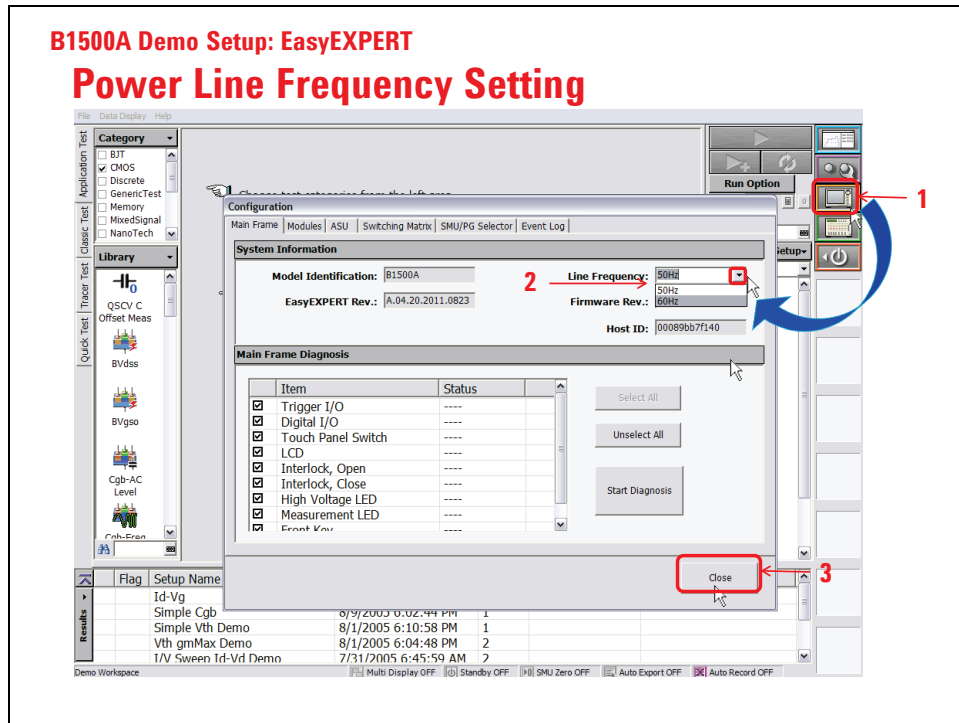 B1500A Demo Setup: EasyEXPERT
Power Line Frequency Setting
File Data Display Help
Application Test
Classic Test
Tracer Test
Quick Test
Category
BJT
CMOS
Discrete
GenericTest
Memory
MixedSignal
NanoTech
Library
QSCV C
Offset Meas
BVdss
BVgso
Cgb-AC
Level
Cgb-Freq
Run Option
Setup
1
Configuration
Main Frame Modules ASU Switching Matrix SMU/PG Selector Event Log
System Information
Model Identification: B1500A
Line Frequency: 50Hz
2
50Hz
60Hz
EasyEXPERT Rev.: A.04.20.2011.0823
Firmware Rev.:
Host ID: 00089bb7f140
Main Frame Diagnosis
Item Status
Trigger I/O ----
Digital I/O ----
Touch Panel Switch ----
LCD ----
Interlock, Open ----
Interlock, Close ----
High Voltage LED ----
Measurement LED ----
Front Key ----
Select All
Unselect All
Start Diagnosis
Close
3
Results
Flag Setup Name
Id-Vg
Simple Cgb 8/9/2005 6:02:44 PM 1
Simple Vth Demo 8/1/2005 6:10:58 PM 1
Vth gmMax Demo 8/1/2005 6:04:48 PM 2
I/V Sweep Id-Vd Demo 7/31/2005 6:45:59 AM 2
Demo Workspace
Multi Display OFF Standby OFF SMU Zero OFF Auto Export OFF Auto Record OFF